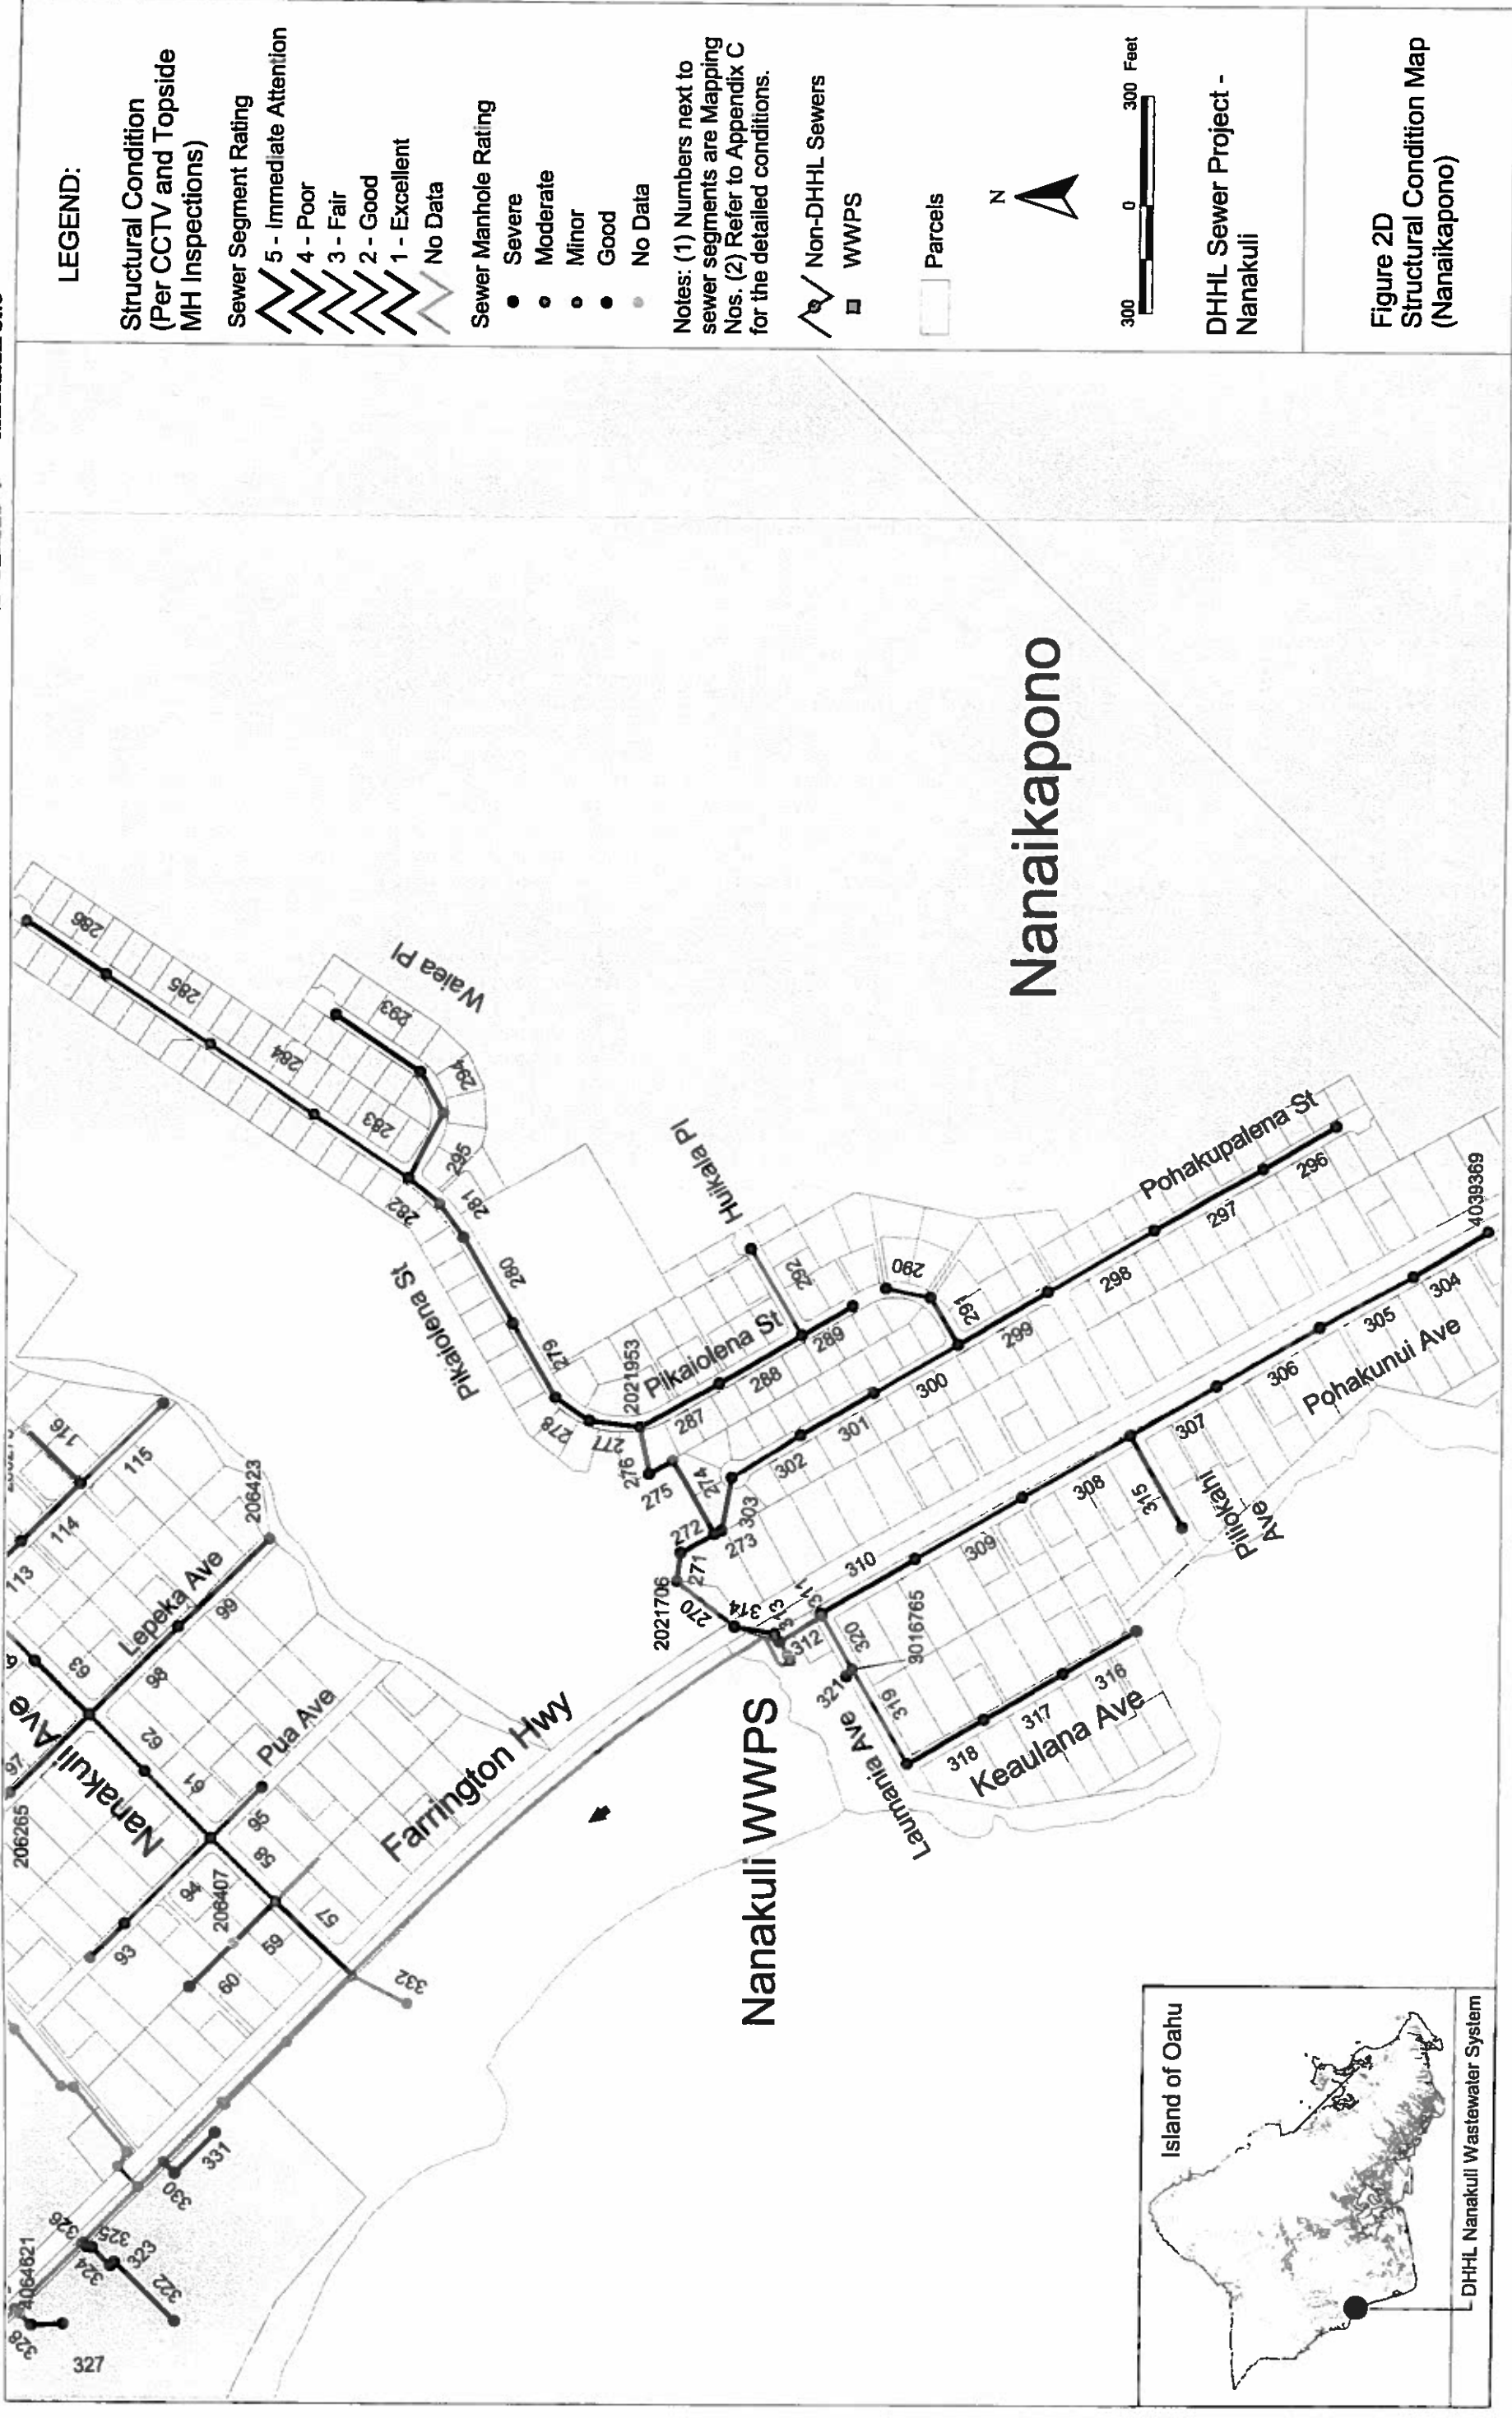 LEGEND:
Structural Condition
(Per CCTV and Topside
MH Inspections)
Sewer Segment Rating
5 - Immediate Attention
4 - Poor
3 - Fair
2 - Good
1 - Excellent
No Data
Sewer Manhole Rating
Severe
Moderate
Minor
Good
No Data
Notes: (1) Numbers next to
sewer segments are Mapping
Nos. (2) Refer to Appendix C
for the detailed conditions.
Non-DHHL Sewers
WWPS
Parcels
N
300
0
300 Feet
DHHL Sewer Project -
Nanakuli
Figure 2D
Structural Condition Map
(Nanaikapono)
Nanaikapono
Nanakuli WWPS
Farrington Hwy
Nanakuli
Ave
Lepeka Ave
Pua Ave
Pikaiolena St
Pikaiolena St
Waiea Pl
Huikala Pl
Pohakupalena St
Pohakunui Ave
Piliokahi
Ave
Laumania Ave
Keaulana Ave
286
285
284
283
293
294
295
282
281
280
279
278
277
276
275
274
2021953
287
288
289
292
290
291
296
297
298
299
300
301
302
303
272
273
271
2021706
270
314
313
312
311
310
309
308
307
306
305
304
4039369
315
320
3016765
321
319
318
317
316
116
115
114
113
206423
99
98
63
62
61
97
206265
95
58
94
206407
93
57
59
60
332
331
330
326
325
324
323
322
4064621
328
327
Island of Oahu
DHHL Nanakuli Wastewater System